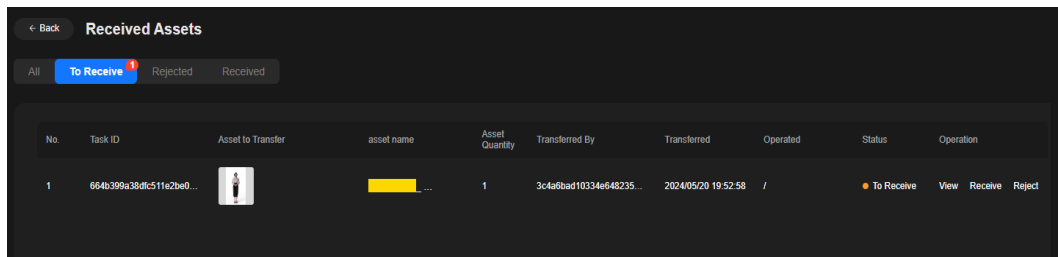 ← Back Received Assets
All To Receive 1 Rejected Received
No. Task ID Asset to Transfer asset name Asset Quantity Transferred By Transferred Operated Status Operation
1 664b399a38dfc511e2be0... _ ... 1 3c4a6bad10334e648235... 2024/05/20 19:52:58 / To Receive View Receive Reject